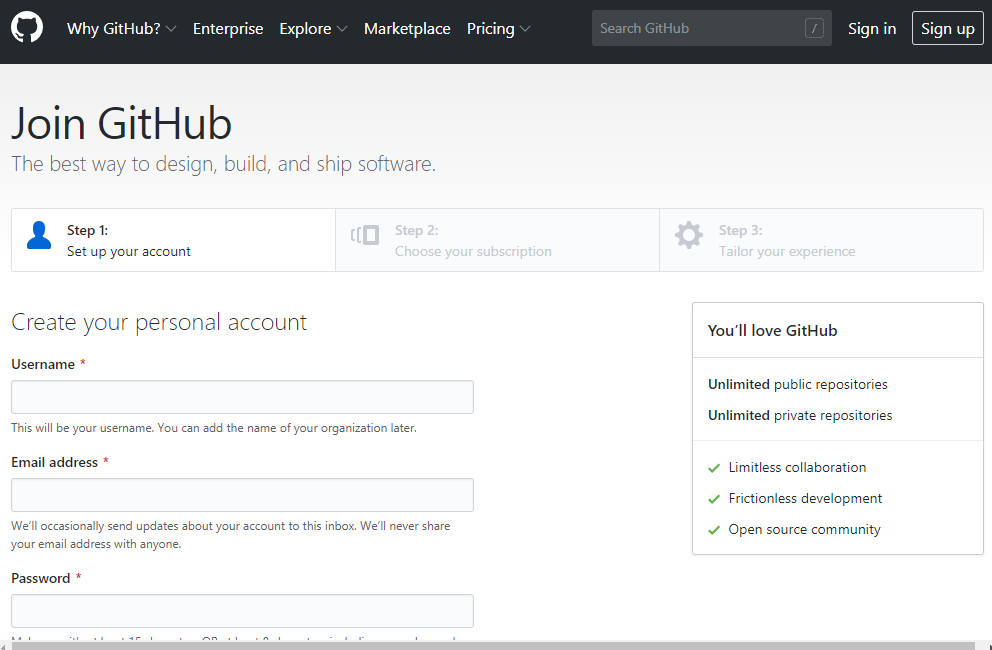 Why GitHub? Enterprise Explore Marketplace Pricing Search GitHub / Sign in Sign up
Join GitHub
The best way to design, build, and ship software.
Step 1:
Set up your account
Step 2:
Choose your subscription
Step 3:
Tailor your experience
Create your personal account
Username *
This will be your username. You can add the name of your organization later.
Email address *
We’ll occasionally send updates about your account to this inbox. We’ll never share
your email address with anyone.
Password *
You’ll love GitHub
Unlimited public repositories
Unlimited private repositories
Limitless collaboration
Frictionless development
Open source community